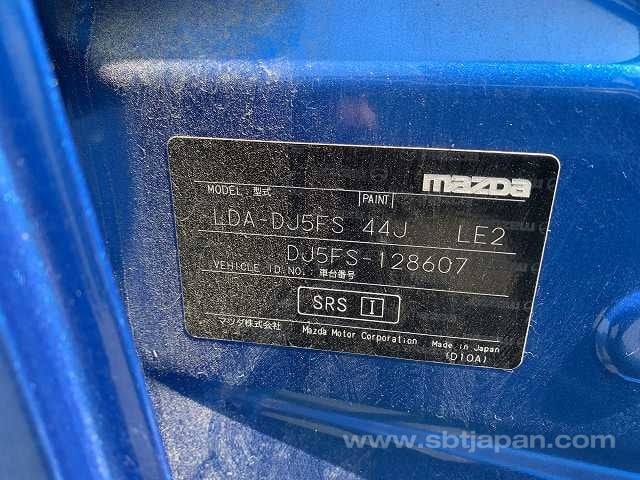 mazda
MODEL:型式 PAINT
LDA-DJ5FS 44J LE2
DJ5FS-128607
VEHICLE ID.NO.:車台番号
SRS I
マツダ株式会社 Mazda Motor Corporation Made in Japan
(D10A)
www.sbtjapan.com